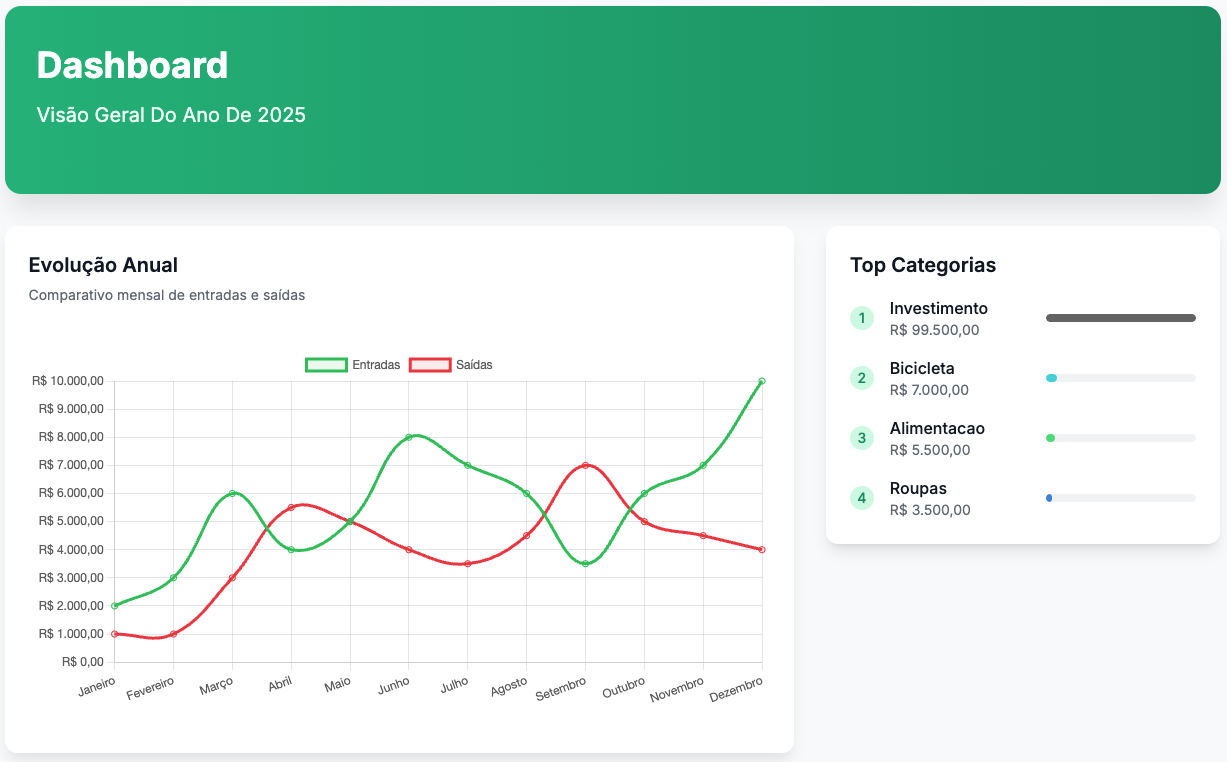 Dashboard
Visão Geral Do Ano De 2025
Evolução Anual
Comparativo mensal de entradas e saídas
Entradas Saídas
R$ 10.000,00
R$ 9.000,00
R$ 8.000,00
R$ 7.000,00
R$ 6.000,00
R$ 5.000,00
R$ 4.000,00
R$ 3.000,00
R$ 2.000,00
R$ 1.000,00
R$ 0,00
Janeiro Fevereiro Março Abril Maio Junho Julho Agosto Setembro Outubro Novembro Dezembro
Top Categorias
1 Investimento
R$ 99.500,00
2 Bicicleta
R$ 7.000,00
3 Alimentacao
R$ 5.500,00
4 Roupas
R$ 3.500,00